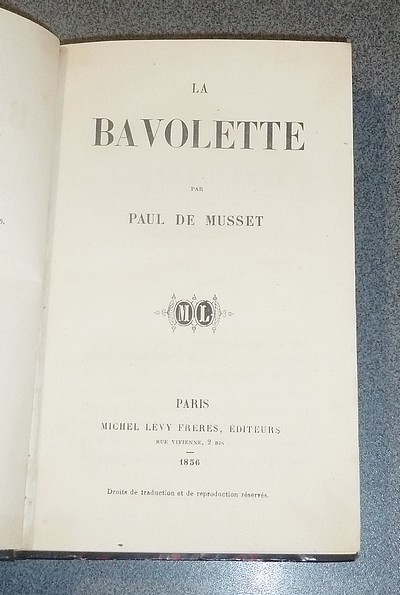 LA
BAVOLETTE
PAR
PAUL DE MUSSET
ML
PARIS
MICHEL LEVY FRERES, ÉDITEURS
RUE VIVIENNE, 2 BIS
1856
Droits de traduction et de reproduction réservés.